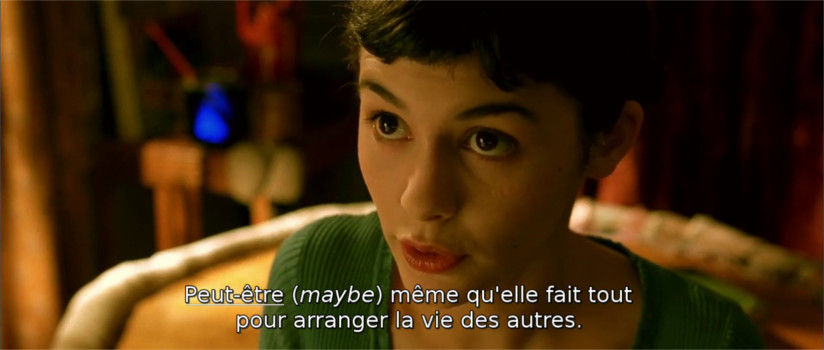 Peut-être (maybe) même qu'elle fait tout
pour arranger la vie des autres.